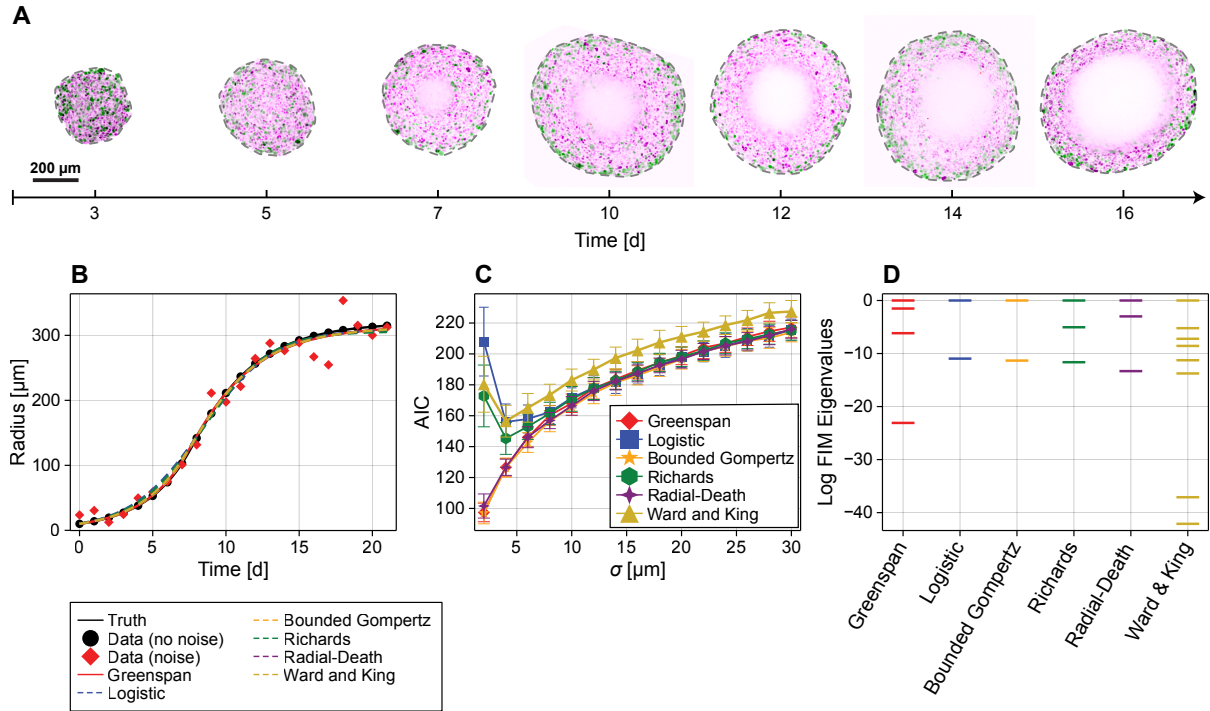 A
200 µm
3 5 7 10 12 14 16
Time [d]
B
Radius [µm]
300
200
100
0
0 5 10 15 20
Time [d]
Truth
Data (no noise)
Data (noise)
Greenspan
Logistic
Bounded Gompertz
Richards
Radial-Death
Ward and King
C
AIC
220
200
180
160
140
120
100
5 10 15 20 25 30
σ [µm]
Greenspan
Logistic
Bounded Gompertz
Richards
Radial-Death
Ward and King
D
Log FIM Eigenvalues
0
−10
−20
−30
−40
Greenspan
Logistic
Bounded Gompertz
Richards
Radial-Death
Ward & King